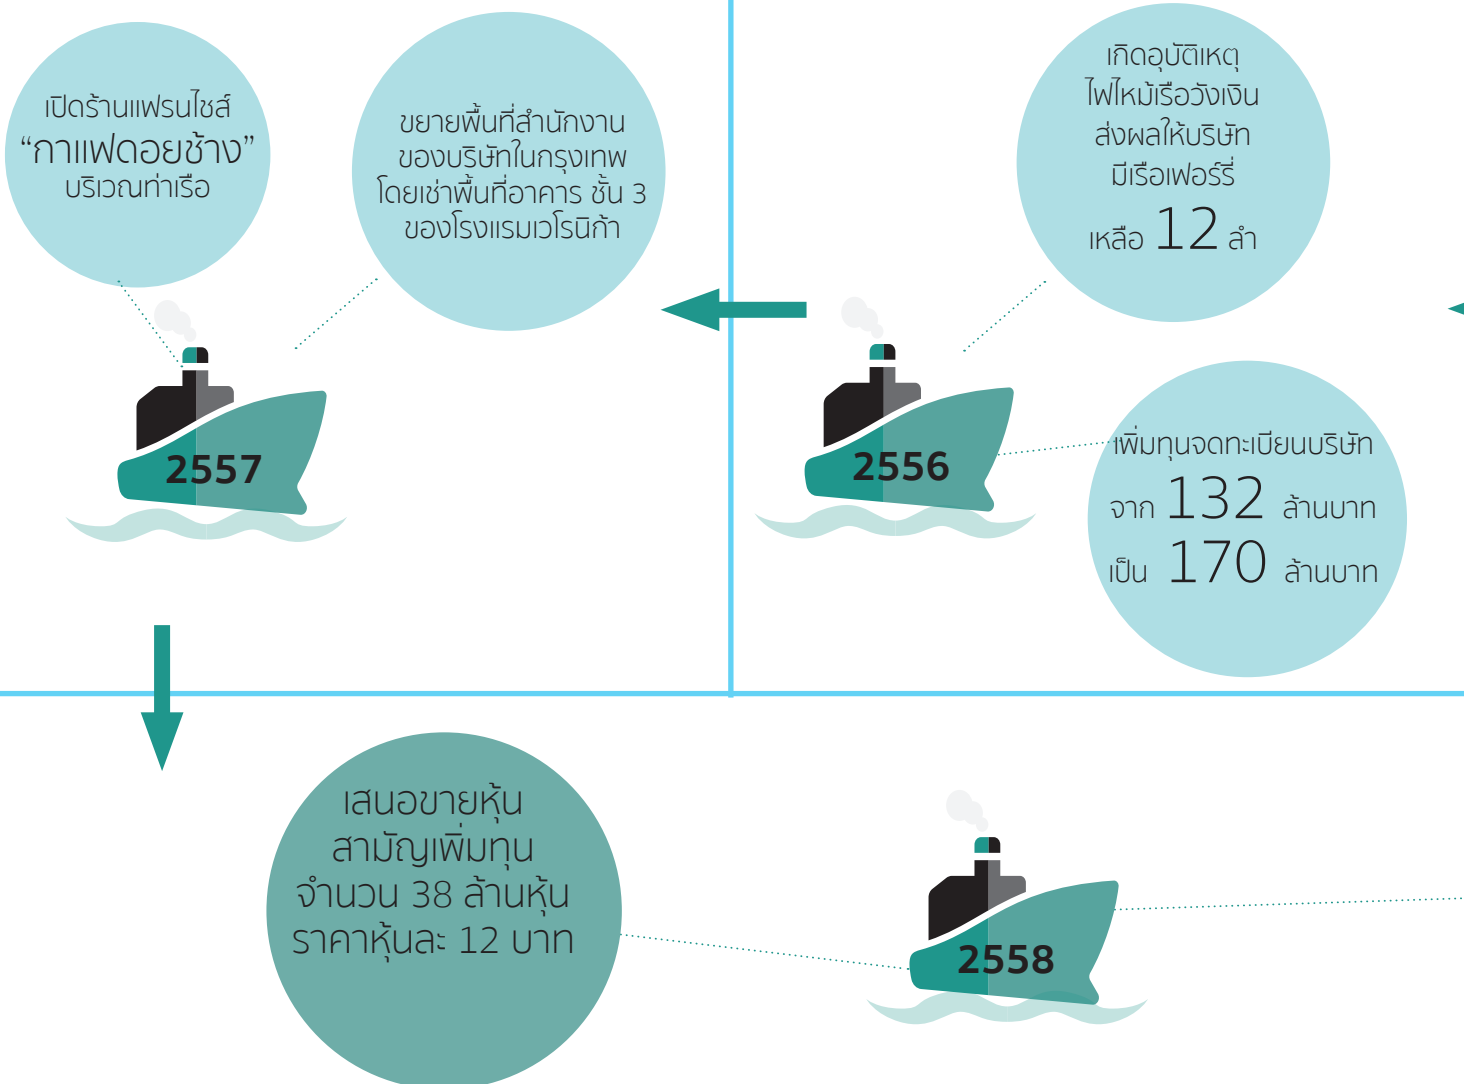 เปิดร้านแฟรนไชส์
“กาแฟดอยช้าง”
บริเวณท่าเรือ
ขยายพื้นที่สำนักงาน
ของบริษัทในกรุงเทพ
โดยเช่าพื้นที่อาคาร ชั้น 3
ของโรงแรมเวโรนิก้า
2557
เกิดอุบัติเหตุ
ไฟไหม้เรือวังเงิน
ส่งผลให้บริษัท
มีเรือเฟอร์รี่
เหลือ 12 ลำ
2556
เพิ่มทุนจดทะเบียนบริษัท
จาก 132 ล้านบาท
เป็น 170 ล้านบาท
เสนอขายหุ้น
สามัญเพิ่มทุน
จำนวน 38 ล้านหุ้น
ราคาหุ้นละ 12 บาท
2558